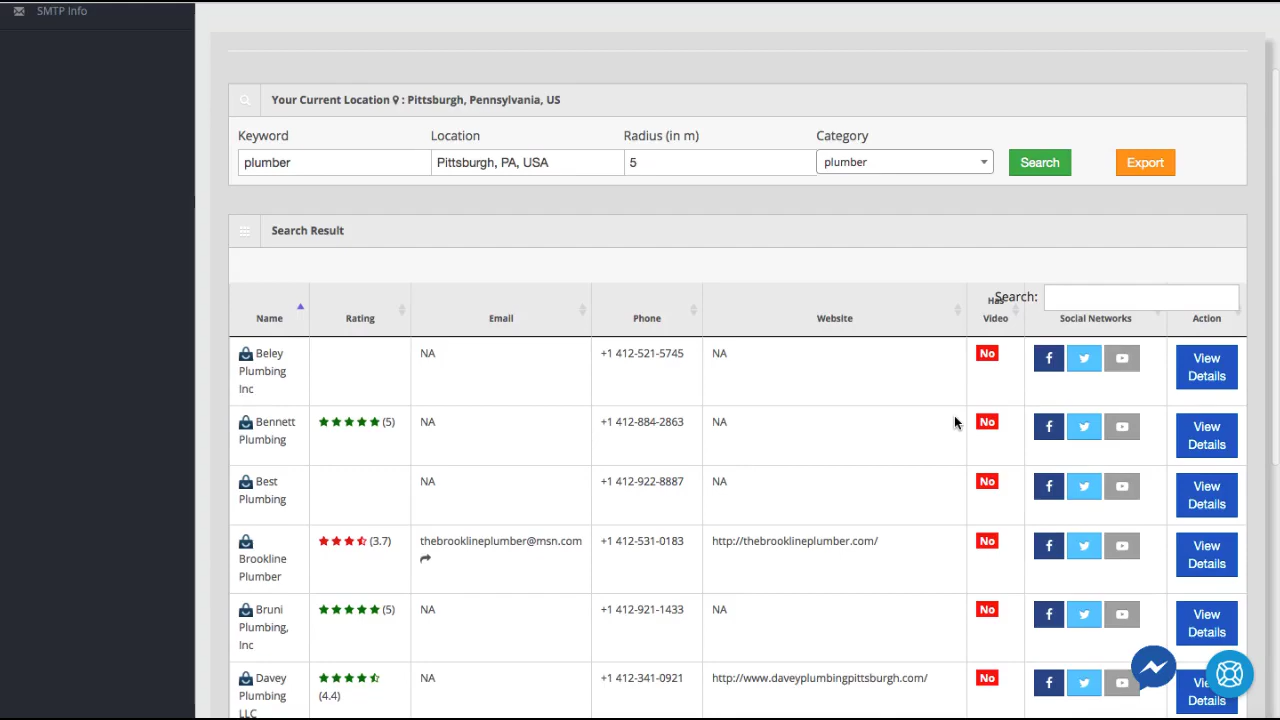 SMTP Info
Your Current Location : Pittsburgh, Pennsylvania, US
Keyword Location Radius (in m) Category
plumber Pittsburgh, PA, USA 5 plumber Search Export
Search Result
Search:
Name Rating Email Phone Website Has Video Social Networks Action
Beley NA +1 412-521-5745 NA No View
Plumbing Details
Inc
Bennett (5) NA +1 412-884-2863 NA No View
Plumbing Details
Best NA +1 412-922-8887 NA No View
Plumbing Details
(3.7) thebrooklineplumber@msn.com +1 412-531-0183 http://thebrooklineplumber.com/ No View
Brookline Details
Plumber
Bruni (5) NA +1 412-921-1433 NA No View
Plumbing, Details
Inc
Davey NA +1 412-341-0921 http://www.daveyplumbingpittsburgh.com/ No
Plumbing (4.4) Details
LLC